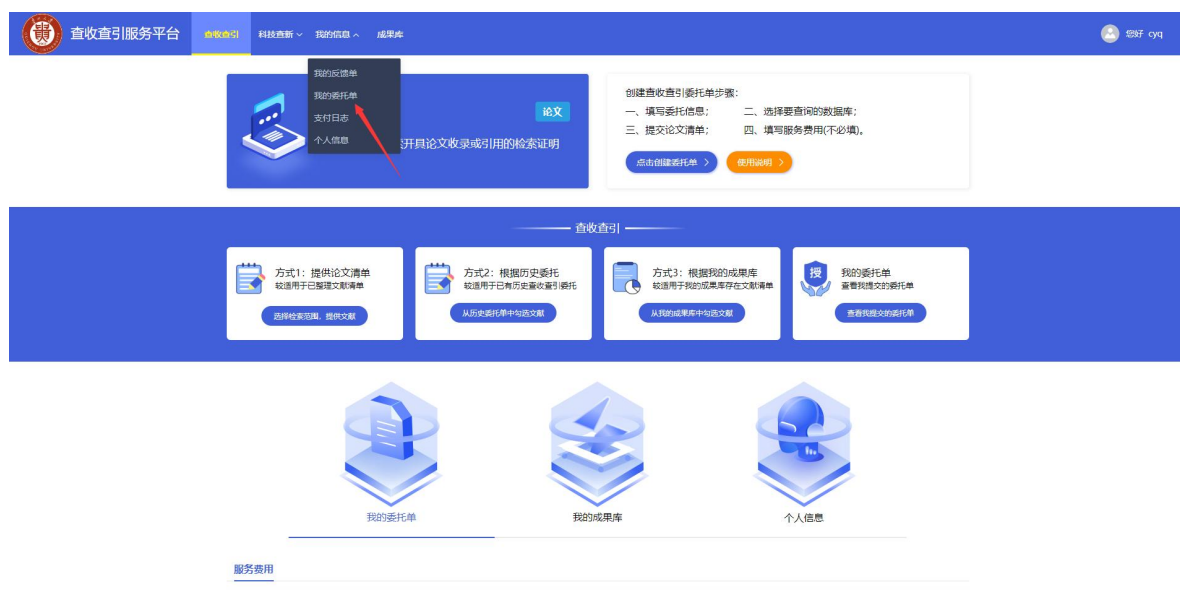 查收查引服务平台 查收查引 科技查新 我的信息 成果库 您好 cyq
我的反馈单
我的委托单
支付日志
个人信息
论文
开具论文收录或引用的检索证明
创建查收查引委托单步骤:
一、填写委托信息; 二、选择要查询的数据库;
三、提交论文清单; 四、填写服务费用(不必填)。
点击创建委托单 > 使用说明 >
查收查引
方式1: 提供论文清单
较适用于已整理文献清单
选择检索范围, 提供文献
方式2: 根据历史委托
较适用于已有历史查收查引委托
从历史委托单中勾选文献
方式3: 根据我的成果库
较适用于我的成果库存在文献清单
从我的成果库中勾选文献
授
我的委托单
查看我提交的委托单
查看我提交的委托单
我的委托单 我的成果库 个人信息
服务费用